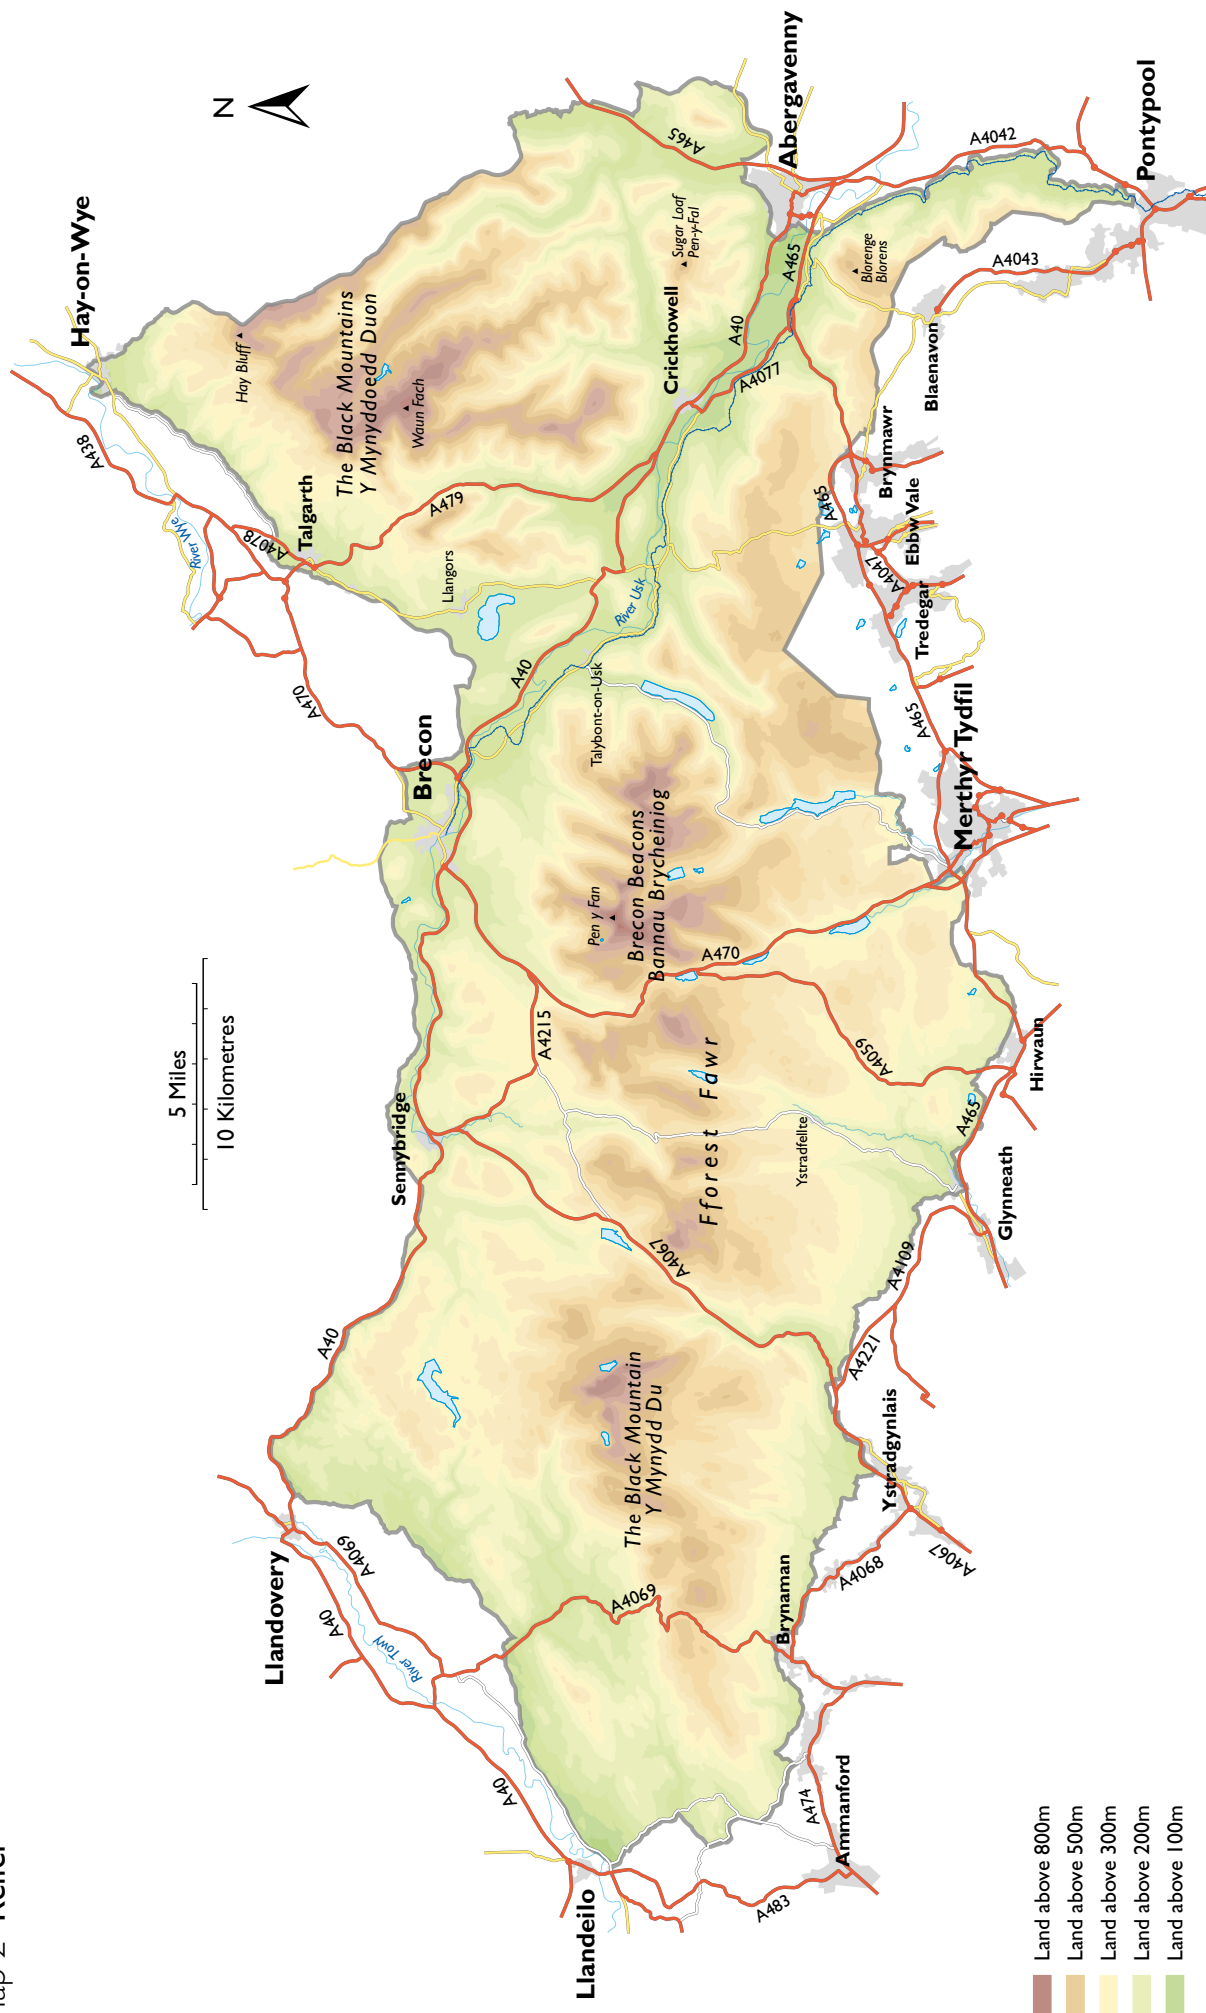 Map 2 Relief
N
5 Miles
10 Kilometres
Hay-on-Wye
A438
River Wye
A4078
Talgarth
Hay Bluff
The Black Mountains
Y Mynyddoedd Duon
Waun Fach
A479
Llangors
A470
Brecon
A40
River Usk
Talybont-on-Usk
Crickhowell
Sugar Loaf
Pen-y-Fal
A465
Abergavenny
A40
A4077
A465
Blorenge
Blorens
A4042
Pontypool
A4043
Blaenavon
Brynmawr
A465
Ebbw Vale
A4047
Tredegar
A465
Merthyr Tydfil
Pen y Fan
Brecon Beacons
Bannau Brycheiniog
A470
A4215
Sennybridge
A4059
Fforest Fawr
Ystradfellte
Hirwaun
A465
Glynneath
A4109
A4221
A4067
A40
Llandovery
A4069
A40
River Towy
The Black Mountain
Y Mynydd Du
A4069
Ystradgynlais
A4067
A4068
Brynaman
A40
Llandeilo
A483
A474
Ammanford
Land above 800m
Land above 500m
Land above 300m
Land above 200m
Land above 100m